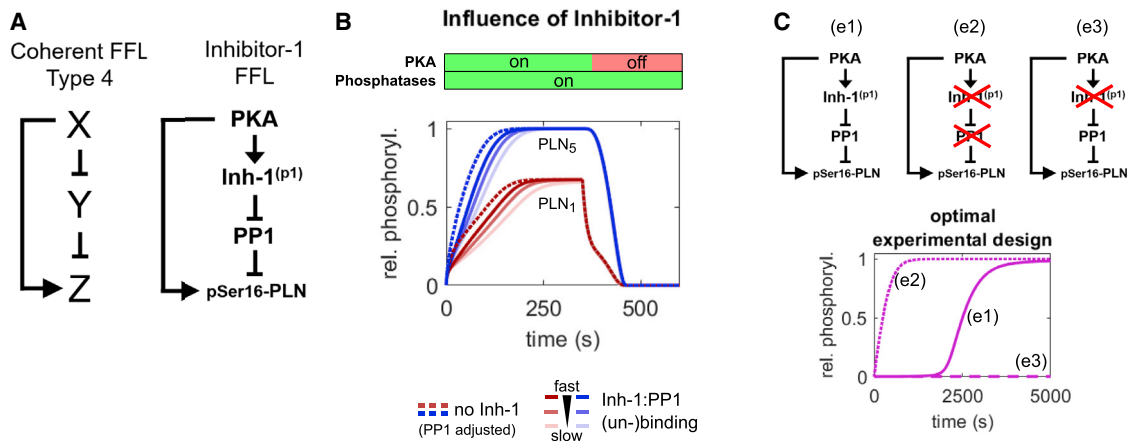 A
Coherent FFL
Type 4
X
Y
Z
Inhibitor-1
FFL
PKA
Inh-1(p1)
PP1
pSer16-PLN
B
Influence of Inhibitor-1
PKA on off
Phosphatases on
rel. phosphoryl.
1
0.5
0
PLN5
PLN1
0 250 500
time (s)
no Inh-1
(PP1 adjusted)
fast
slow
Inh-1:PP1
(un-)binding
C
(e1) (e2) (e3)
PKA PKA PKA
Inh-1(p1) Inh-1(p1) Inh-1(p1)
PP1 PP1 PP1
pSer16-PLN pSer16-PLN pSer16-PLN
optimal
experimental design
rel. phosphoryl.
1
0.5
0
(e2)
(e1)
(e3)
0 2500 5000
time (s)